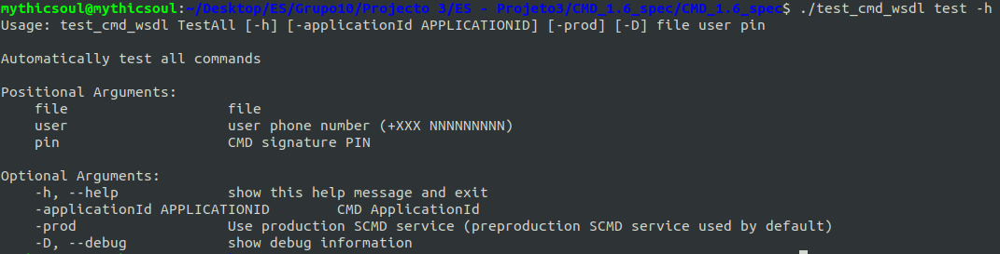 mythicsoul@mythicsoul:~/Desktop/ES/Grupo10/Projecto 3/ES - Projeto3/CMD_1.6_spec/CMD_1.6_spec$ ./test_cmd_wsdl test -h
Usage: test_cmd_wsdl TestAll [-h] [-applicationId APPLICATIONID] [-prod] [-D] file user pin
Automatically test all commands
Positional Arguments:
file file
user user phone number (+XXX NNNNNNNNN)
pin CMD signature PIN
Optional Arguments:
-h, --help show this help message and exit
-applicationId APPLICATIONID CMD ApplicationId
-prod Use production SCMD service (preproduction SCMD service used by default)
-D, --debug show debug information